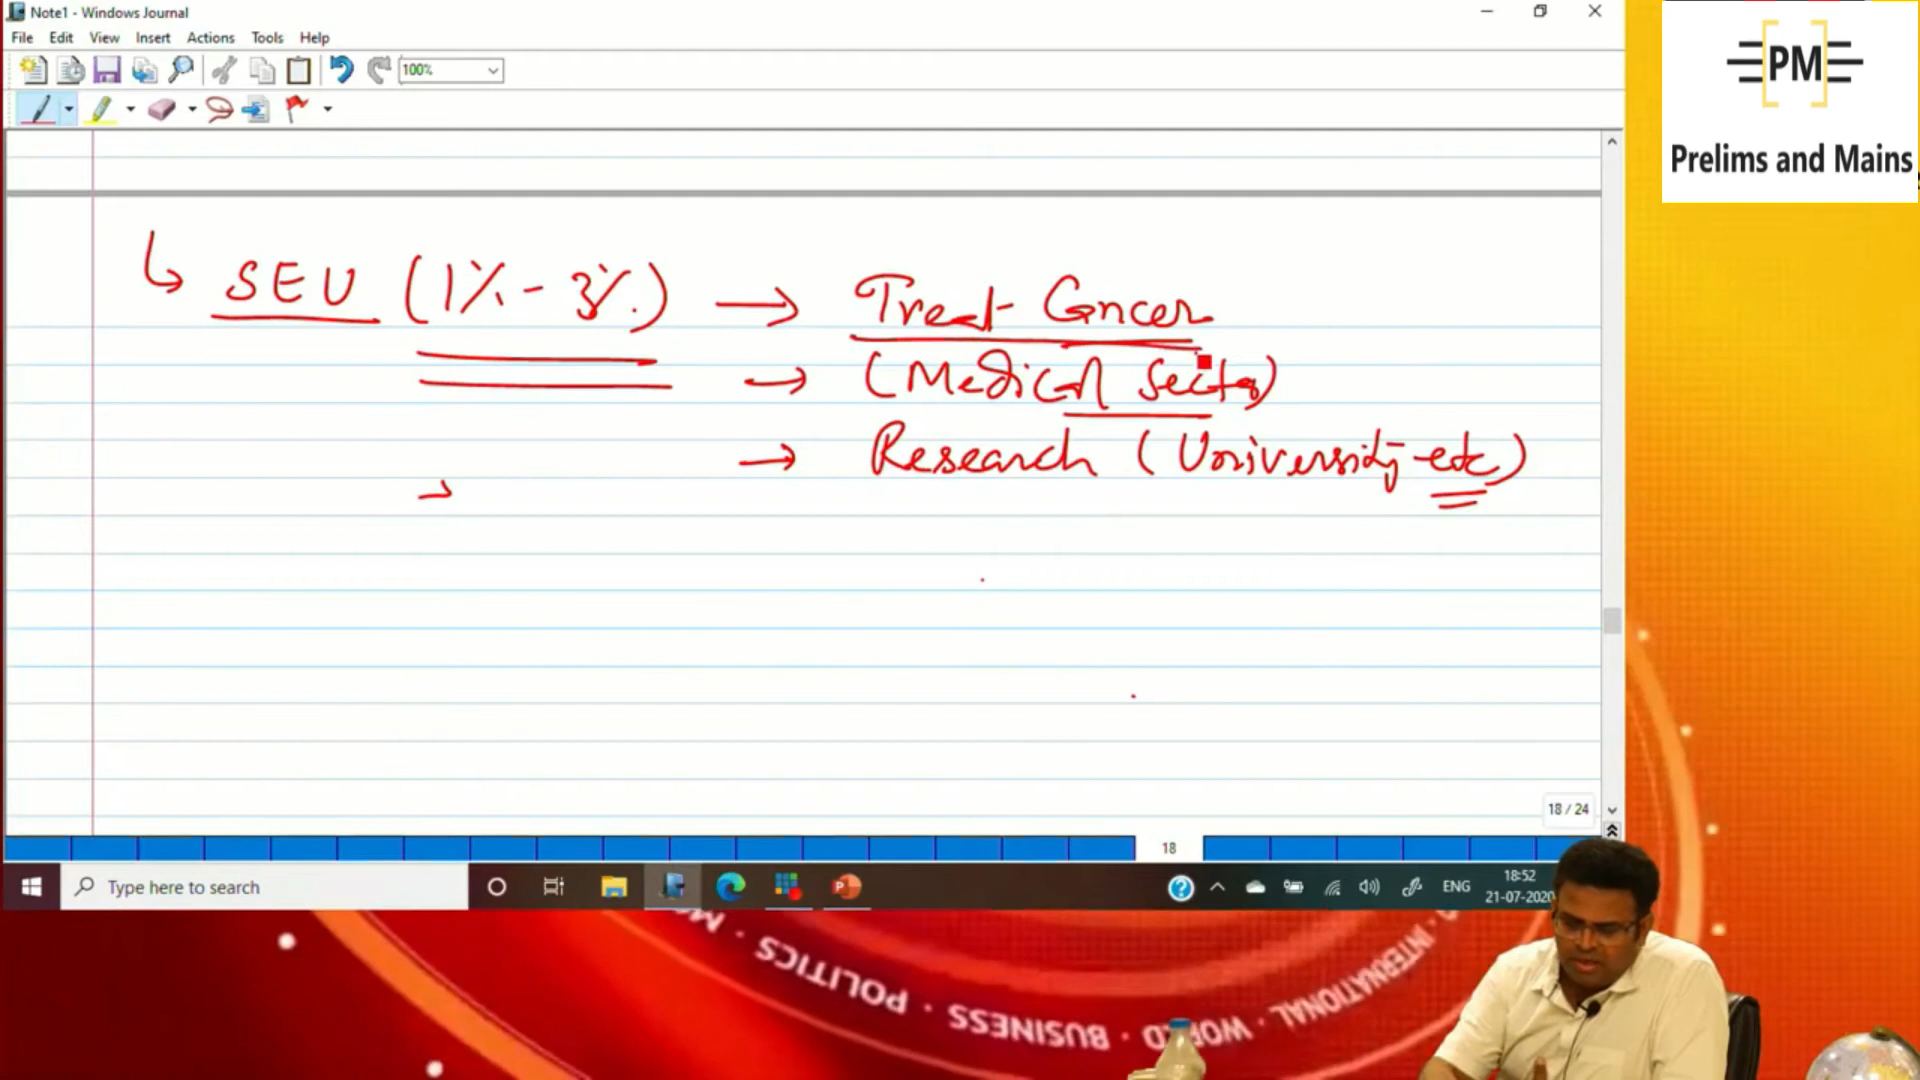 Note1 - Windows Journal
File Edit View Insert Actions Tools Help
100%
PM
Prelims and Mains
SEU (1% - 3%) → Treat Cancer
→ (Medical Sector)
→ Research (University etc)
→
18 / 24
18
Type here to search
ENG
18:52
21-07-2020
POLITICS · BUSINESS · WORLD · INTERNATIONAL